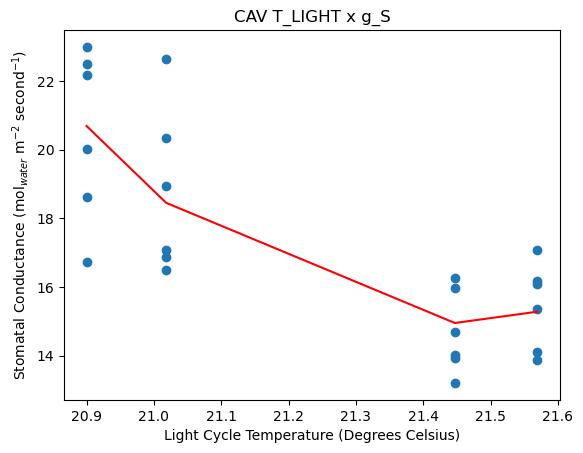 CAV T_LIGHT x g_S
Stomatal Conductance (mol_water m⁻² second⁻¹)
22
20
18
16
14
20.9 21.0 21.1 21.2 21.3 21.4 21.5 21.6
Light Cycle Temperature (Degrees Celsius)